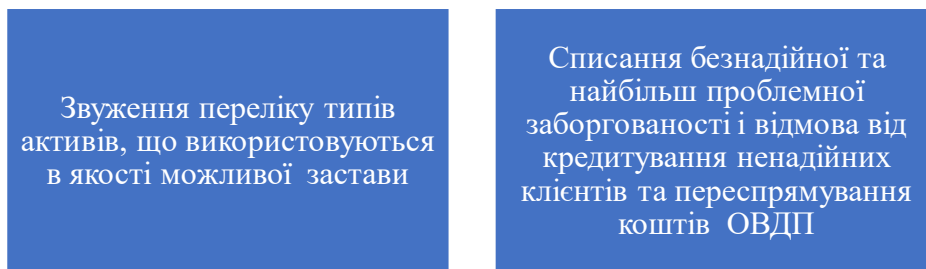 Звуження переліку типів
активів, що використовуються
в якості можливої застави
Списання безнадійної та
найбільш проблемної
заборгованості і відмова від
кредитування ненадійних
клієнтів та переспрямування
коштів ОВДП